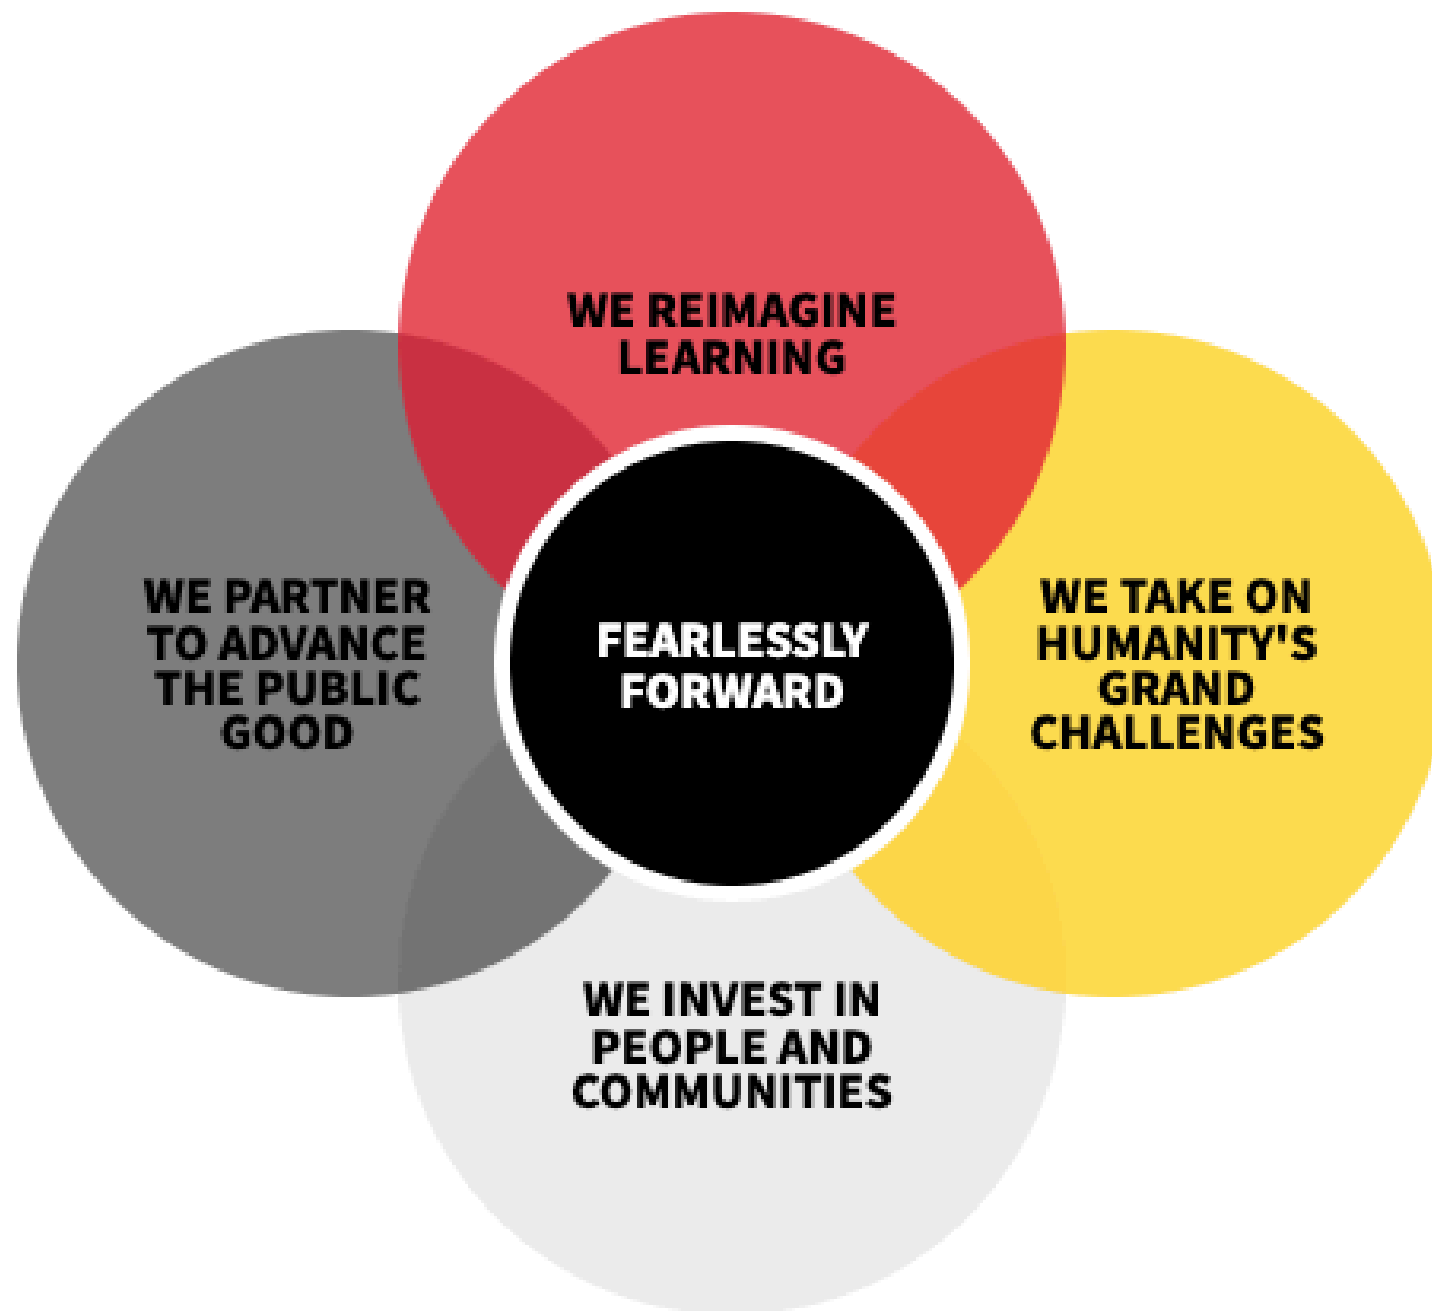 WE REIMAGINE
LEARNING
WE PARTNER
TO ADVANCE
THE PUBLIC
GOOD
FEARLESSLY
FORWARD
WE TAKE ON
HUMANITY'S
GRAND
CHALLENGES
WE INVEST IN
PEOPLE AND
COMMUNITIES